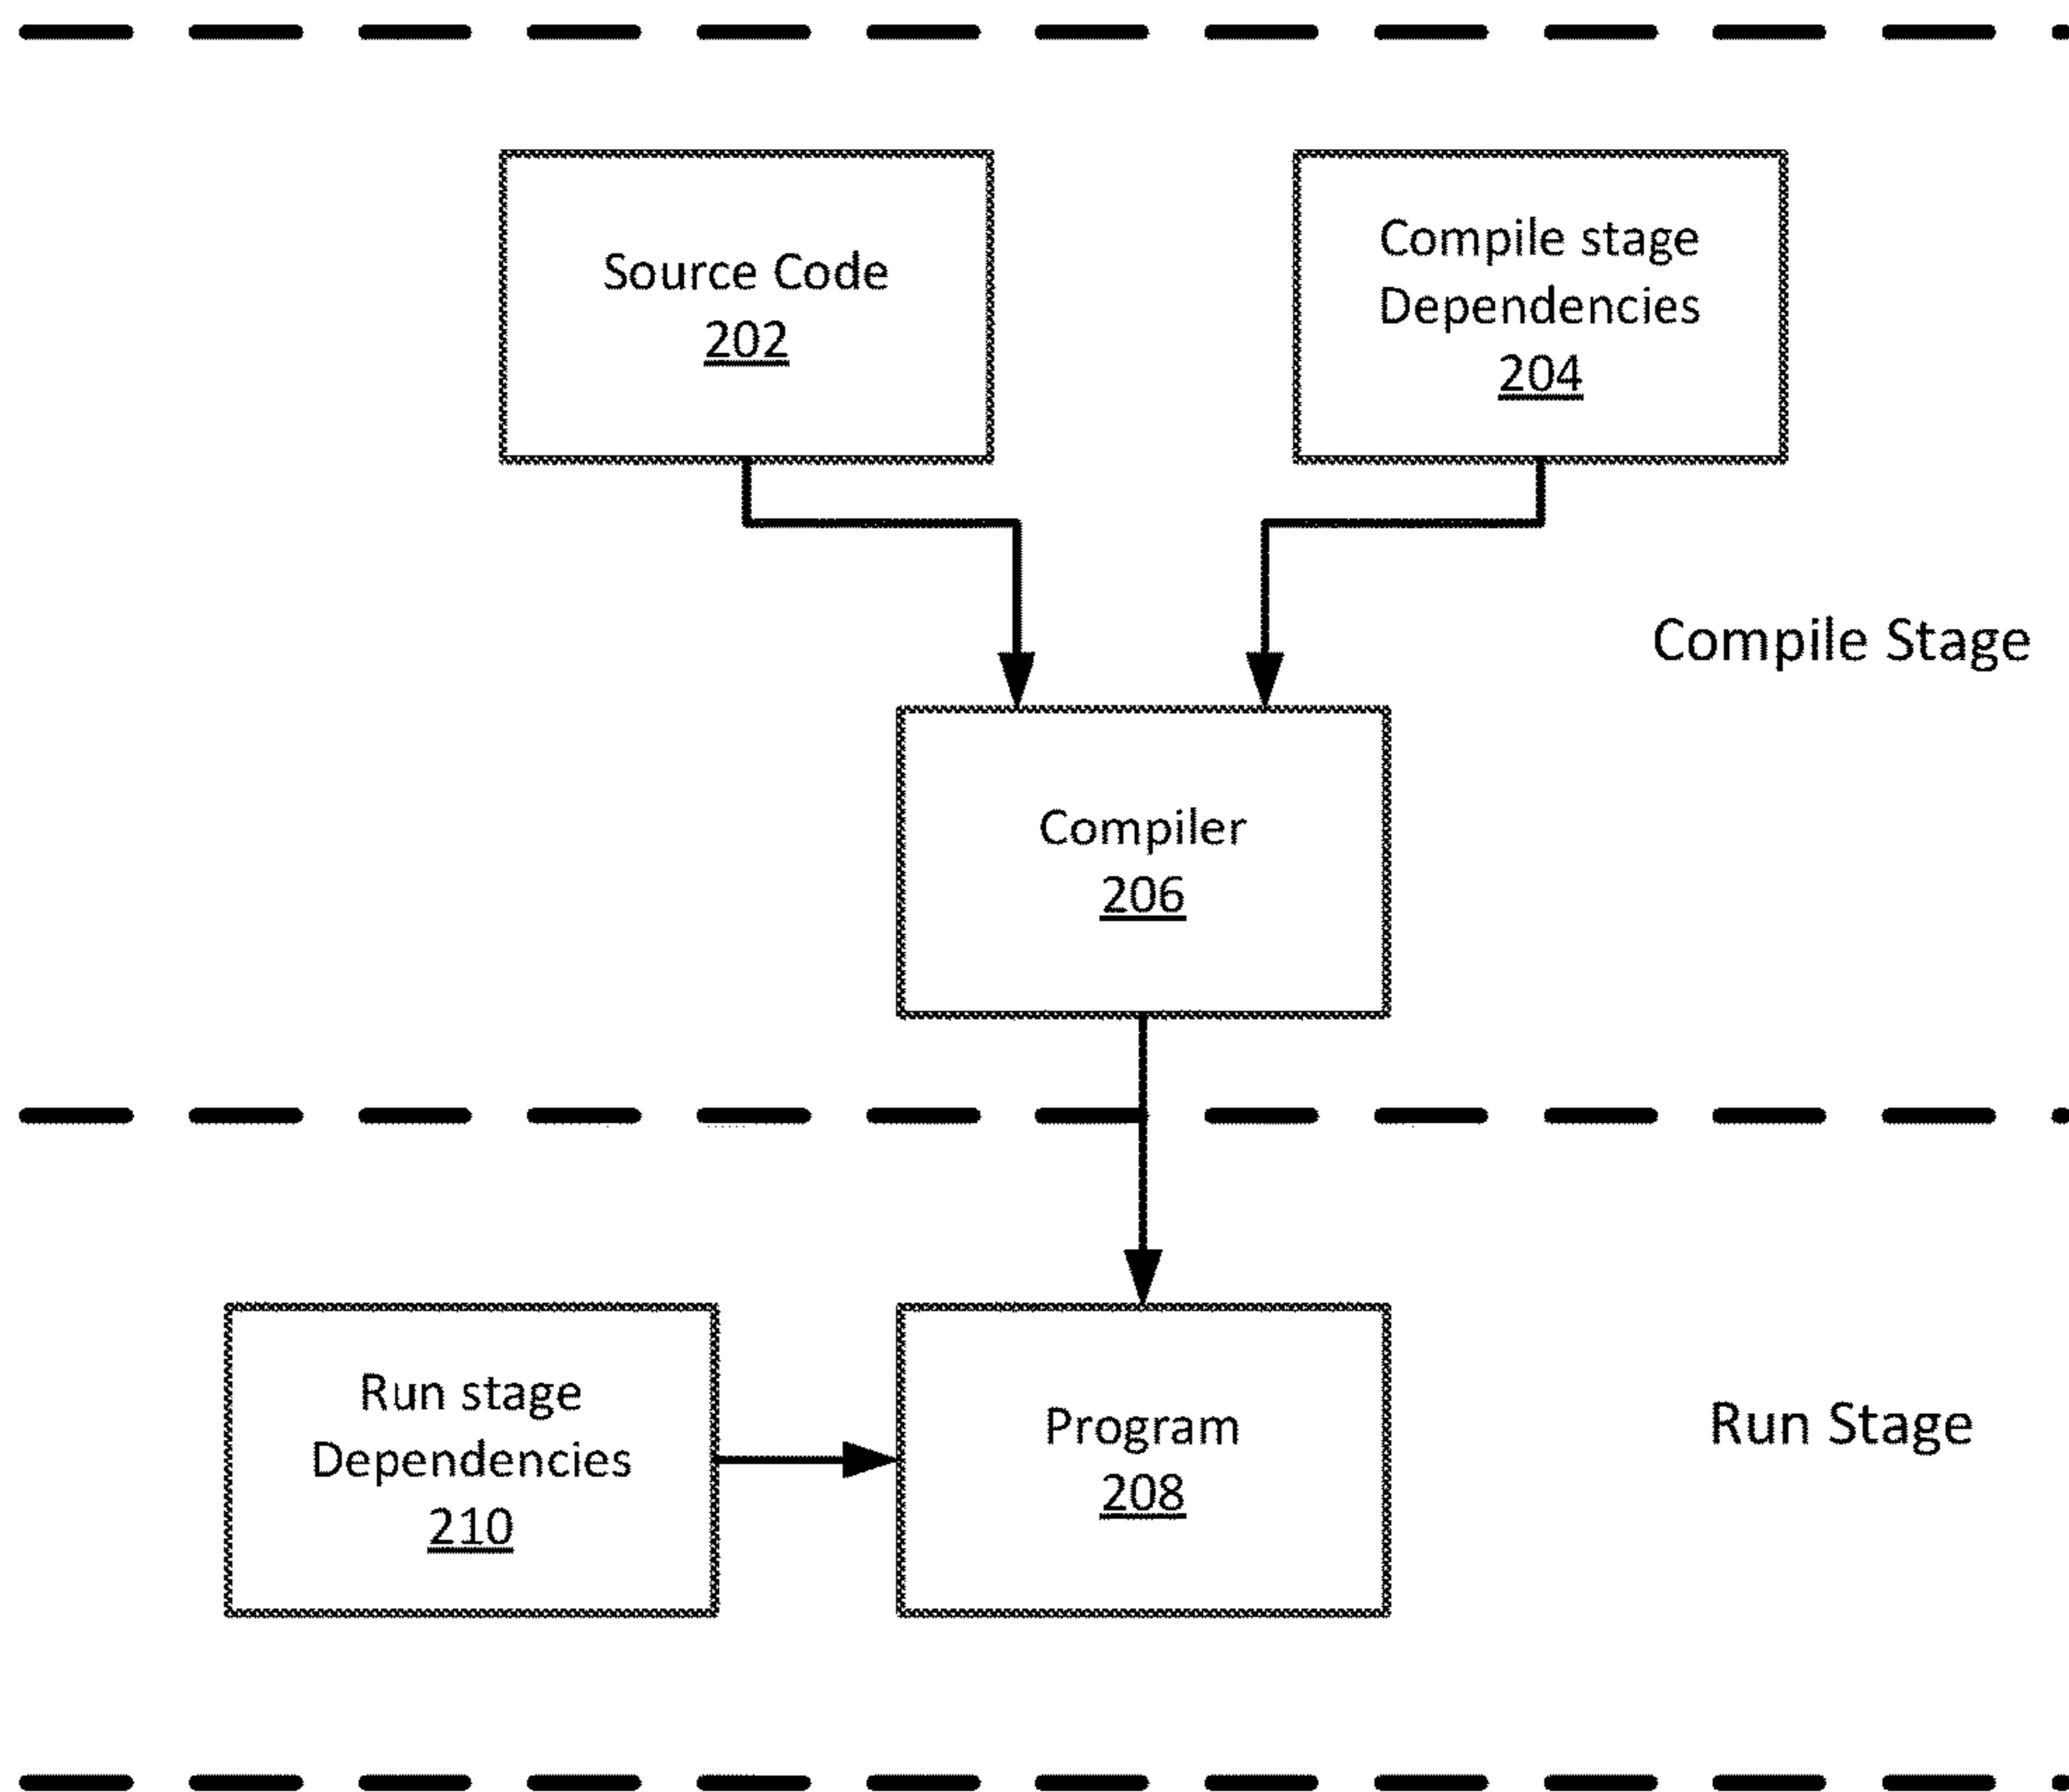 Source Code
202
Compile stage
Dependencies
204
Compile Stage
Compiler
206
Run stage
Dependencies
210
Program
208
Run Stage